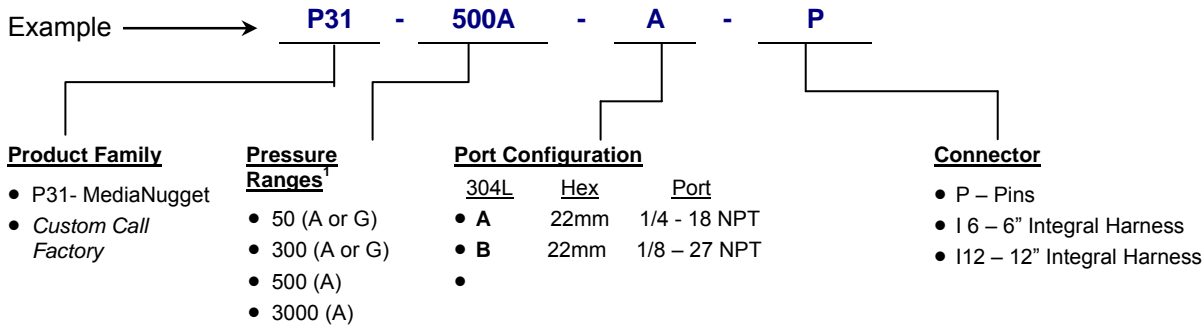 Example P31 - 500A - A - P
Product Family
• P31- MediaNugget
• Custom Call
Factory
Pressure
Ranges1
• 50 (A or G)
• 300 (A or G)
• 500 (A)
• 3000 (A)
Port Configuration
304L Hex Port
• A 22mm 1/4 - 18 NPT
• B 22mm 1/8 – 27 NPT
•
Connector
• P – Pins
• I 6 – 6” Integral Harness
• I12 – 12” Integral Harness